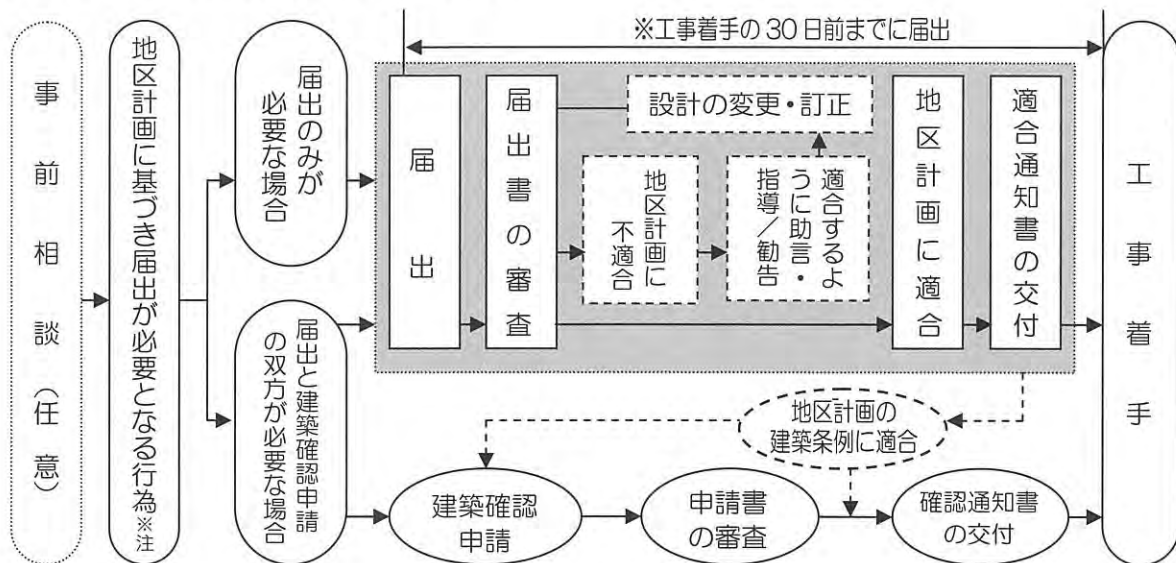 事前相談（任意）
地区計画に基づき届出が必要となる行為※注
届出のみが
必要な場合
届出と建築確認申請
の双方が必要な場合
※工事着手の30日前までに届出
届出
届出書の審査
設計の変更・訂正
地区計画に
不適合
適合するよ
うに助言・
指導／勧告
地区計画に適合
適合通知書の交付
地区計画の
建築条例に適合
建築確認
申請
申請書
の審査
確認通知書
の交付
工事着手